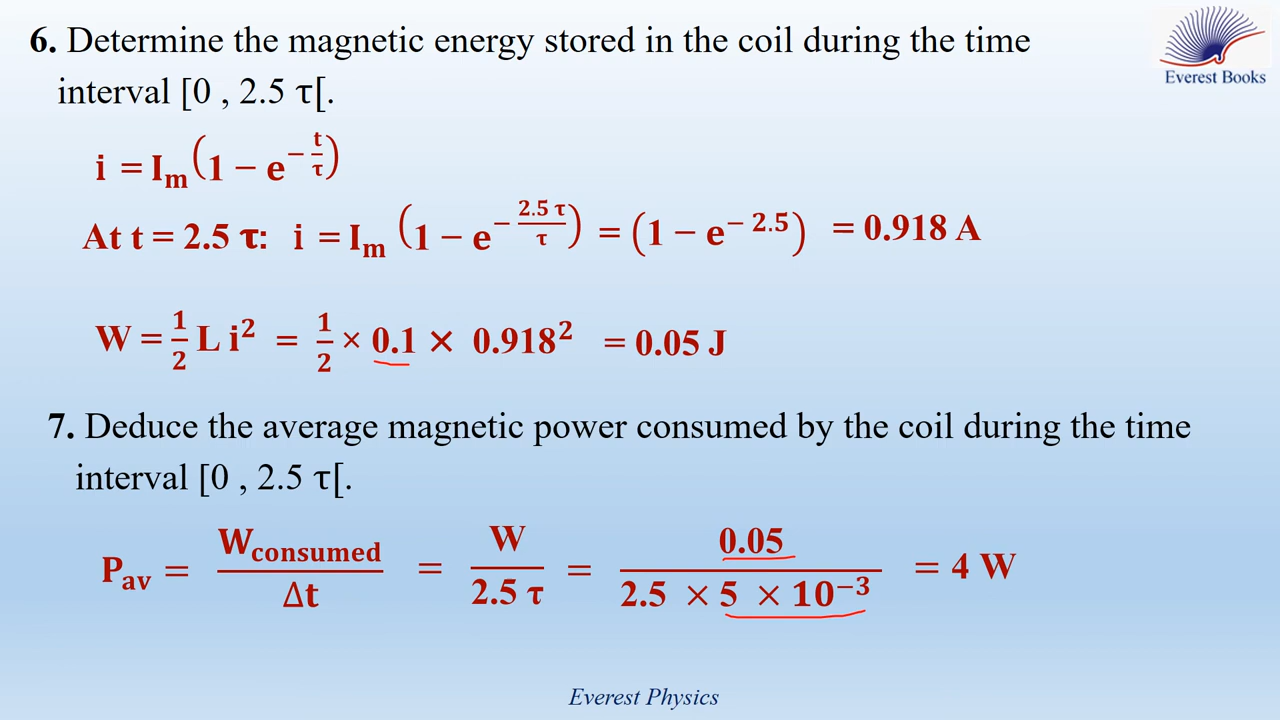 6. Determine the magnetic energy stored in the coil during the time
interval [0 , 2.5 τ[.
Everest Books
i = Iₘ(1 − e^(−t/τ))
At t = 2.5 τ: i = Iₘ (1 − e^(−2.5 τ/τ)) = (1 − e^(−2.5)) = 0.918 A
W = 1/2 L i² = 1/2 × 0.1 × 0.918² = 0.05 J
7. Deduce the average magnetic power consumed by the coil during the time
interval [0 , 2.5 τ[.
P_av = W_consumed/Δt = W/2.5 τ = 0.05/(2.5 × 5 × 10⁻³) = 4 W
Everest Physics